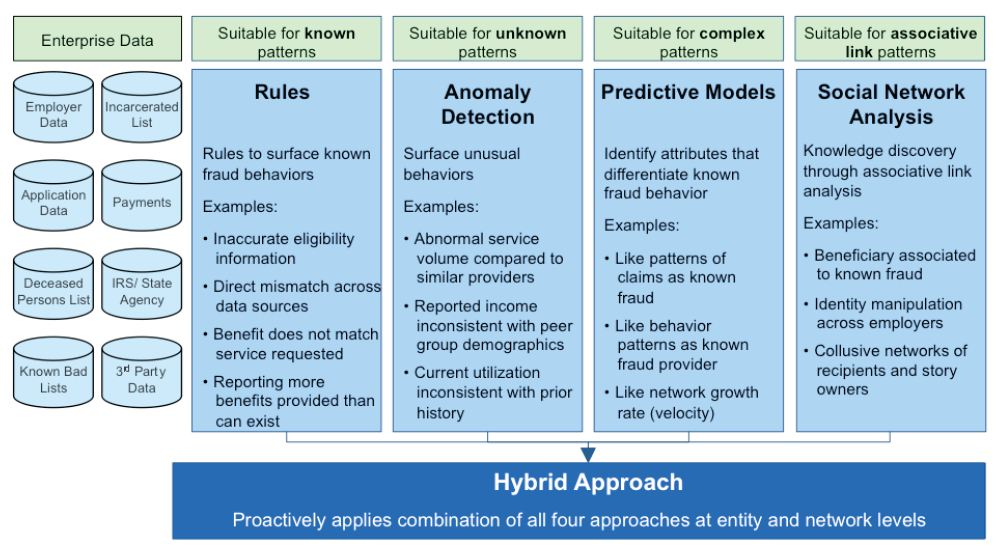 Enterprise Data
Employer
Data
Incarcerated
List
Application
Data
Payments
Deceased
Persons List
IRS/ State
Agency
Known Bad
Lists
3rd Party
Data
Suitable for known
patterns
Rules
Rules to surface known
fraud behaviors
Examples:
• Inaccurate eligibility
information
• Direct mismatch across
data sources
• Benefit does not match
service requested
• Reporting more
benefits provided than
can exist
Suitable for unknown
patterns
Anomaly
Detection
Surface unusual
behaviors
Examples:
• Abnormal service
volume compared to
similar providers
• Reported income
inconsistent with peer
group demographics
• Current utilization
inconsistent with prior
history
Suitable for complex
patterns
Predictive Models
Identify attributes that
differentiate known
fraud behavior
Examples:
• Like patterns of
claims as known
fraud
• Like behavior
patterns as known
fraud provider
• Like network growth
rate (velocity)
Suitable for associative
link patterns
Social Network
Analysis
Knowledge discovery
through associative link
analysis
Examples:
• Beneficiary associated
to known fraud
• Identity manipulation
across employers
• Collusive networks of
recipients and story
owners
Hybrid Approach
Proactively applies combination of all four approaches at entity and network levels